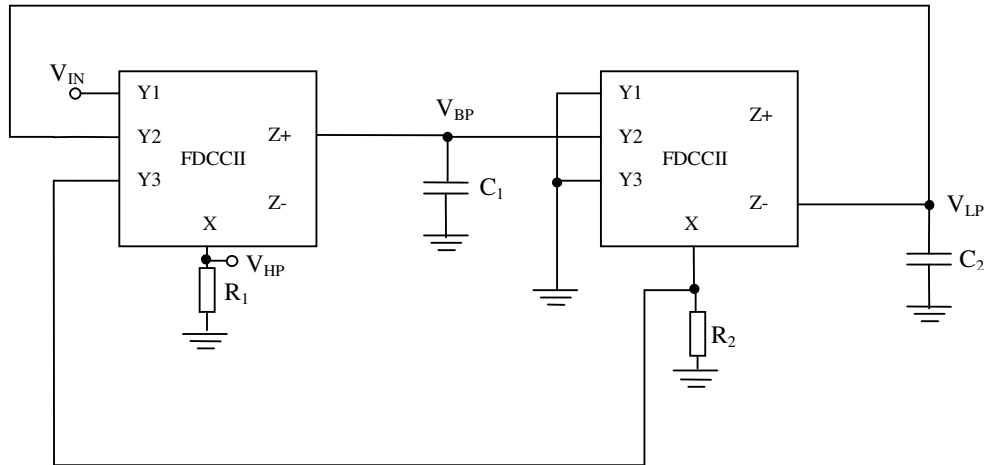 V_IN
Y1
Y2
Y3
FDCCII
Z+
Z-
X
V_HP
R_1
V_BP
C_1
Y1
Y2
Y3
FDCCII
Z+
Z-
X
R_2
V_LP
C_2